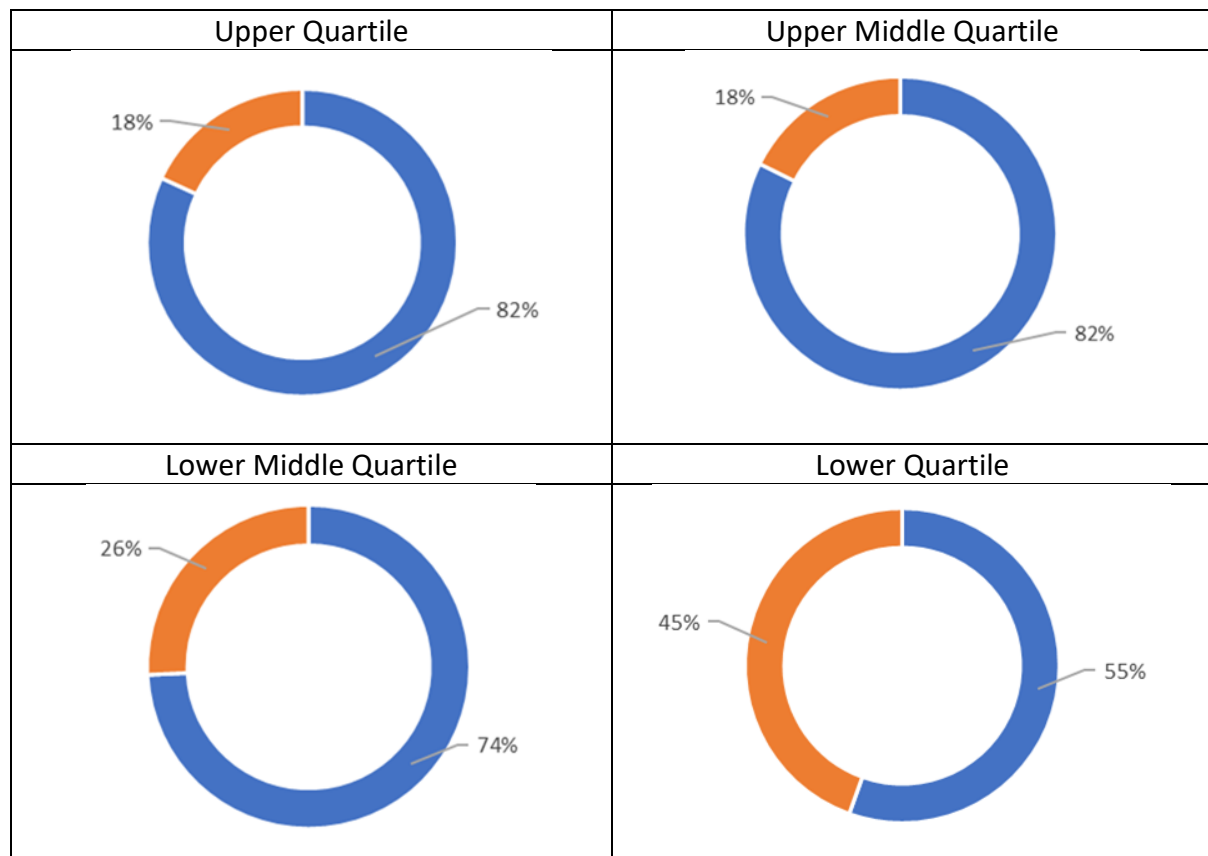 Upper Quartile
Upper Middle Quartile
18%
82%
18%
82%
Lower Middle Quartile
Lower Quartile
26%
74%
45%
55%